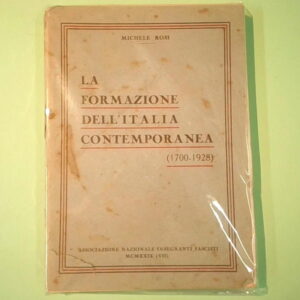 MICHELE ROSI
LA
FORMAZIONE
DELL'ITALIA
CONTEMPORANEA
(1700-1928)
ASSOCIAZIONE NAZIONALE INSEGNANTI FASCISTI
MCMXXIX (VII)